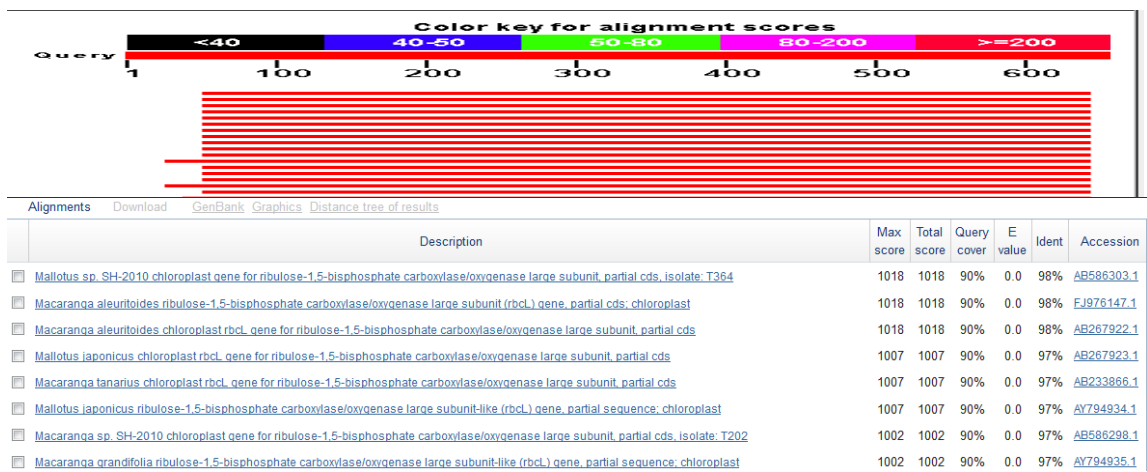 Color key for alignment scores
<40 40-50 50-80 80-200 >=200
Query
1 100 200 300 400 500 600
Alignments Download GenBank Graphics Distance tree of results
Description Max score Total score Query cover E value Ident Accession
Mallotus sp. SH-2010 chloroplast gene for ribulose-1,5-bisphosphate carboxylase/oxygenase large subunit, partial cds, isolate: T364 1018 1018 90% 0.0 98% AB586303.1
Macaranga aleuritoides ribulose-1,5-bisphosphate carboxylase/oxygenase large subunit (rbcL) gene, partial cds; chloroplast 1018 1018 90% 0.0 98% FJ976147.1
Macaranga aleuritoides chloroplast rbcL gene for ribulose-1,5-bisphosphate carboxylase/oxygenase large subunit, partial cds 1018 1018 90% 0.0 98% AB267922.1
Mallotus japonicus chloroplast rbcL gene for ribulose-1,5-bisphosphate carboxylase/oxygenase large subunit, partial cds 1007 1007 90% 0.0 97% AB267923.1
Macaranga tanarius chloroplast rbcL gene for ribulose-1,5-bisphosphate carboxylase/oxygenase large subunit, partial cds 1007 1007 90% 0.0 97% AB233866.1
Mallotus japonicus ribulose-1,5-bisphosphate carboxylase/oxygenase large subunit-like (rbcL) gene, partial sequence; chloroplast 1007 1007 90% 0.0 97% AY794934.1
Macaranga sp. SH-2010 chloroplast gene for ribulose-1,5-bisphosphate carboxylase/oxygenase large subunit, partial cds, isolate: T202 1002 1002 90% 0.0 97% AB586298.1
Macaranga grandifolia ribulose-1,5-bisphosphate carboxylase/oxygenase large subunit-like (rbcL) gene, partial sequence; chloroplast 1002 1002 90% 0.0 97% AY794935.1